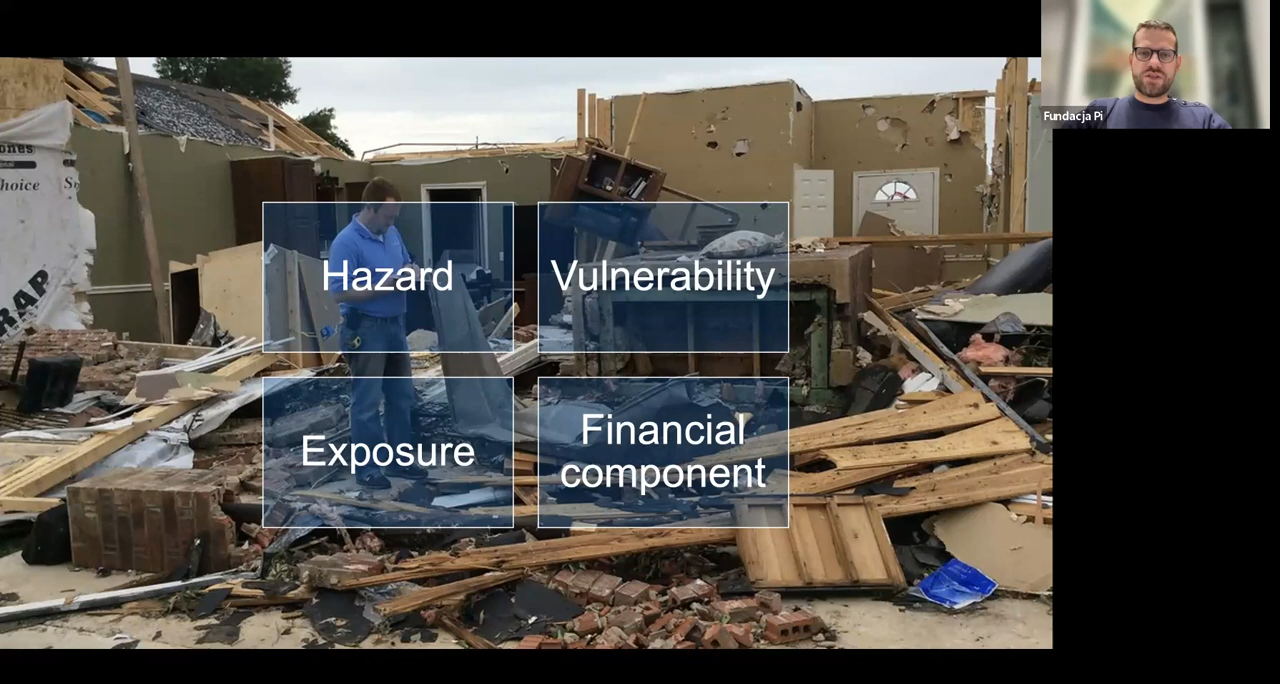 Fundacja Pi
ones
hoice
RAP
Hazard
Vulnerability
Exposure
Financial
component